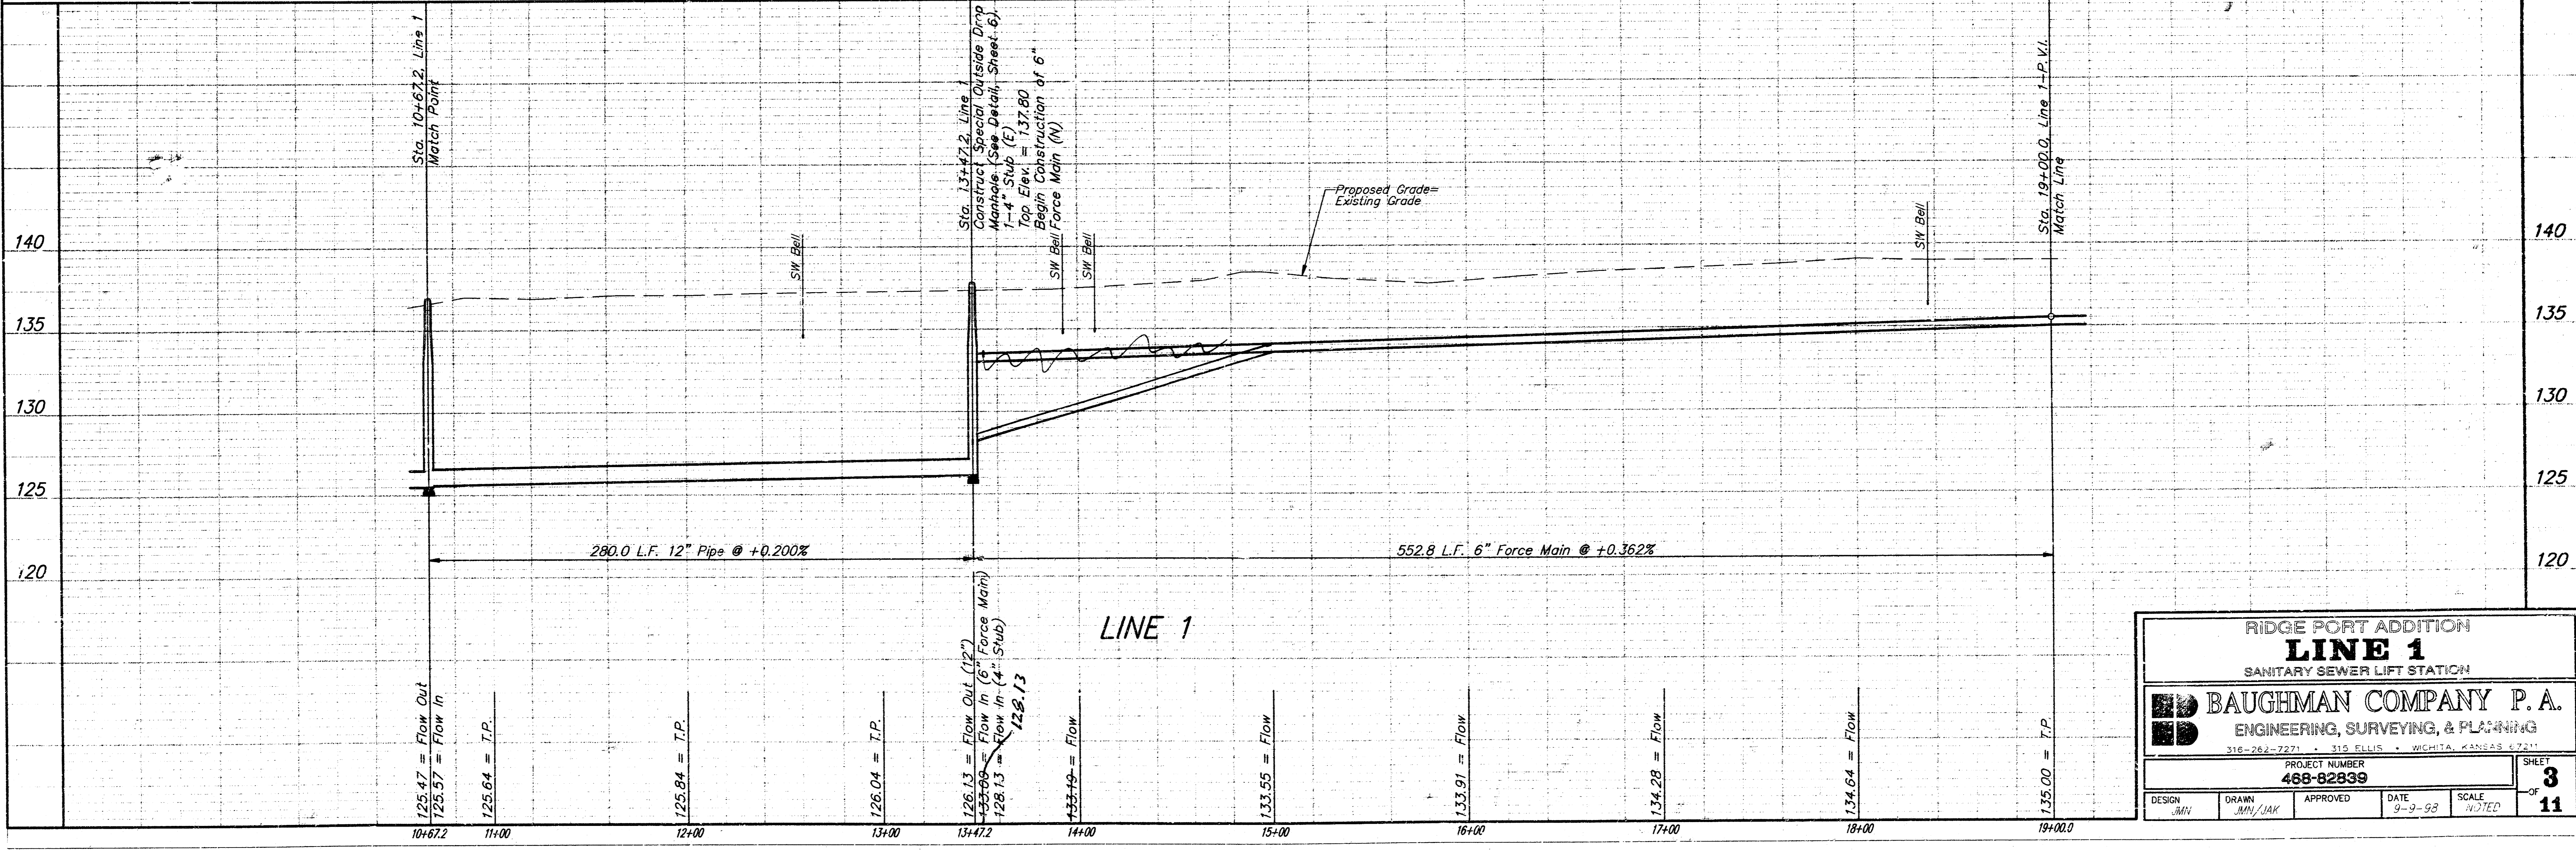 Sta. 10+67.2, Line 1
Match Point
Sta. 13+47.2, Line 1
Construct Special Outside Drop
Manhole (See Detail, Sheet 6).
1-4" Stub (E)
Top Elev. = 137.80
Begin Construction of 6"
Force Main (N)
Sta. 19+00.0, Line 1-P.V.I.
Match Line
Proposed Grade=
Existing Grade
SW Bell
SW Bell
SW Bell
SW Bell
140
135
130
125
120
140
135
130
125
120
280.0 L.F. 12" Pipe @ +0.200%
552.8 L.F. 6" Force Main @ +0.362%
LINE 1
125.47 = Flow Out
125.57 = Flow In
125.64 = T.P.
125.84 = T.P.
126.04 = T.P.
126.13 = Flow Out (12")
133.00 = Flow In (6" Force Main)
128.13 = Flow In (4" Stub)
128.13
133.19 = Flow
133.55 = Flow
133.91 = Flow
134.28 = Flow
134.64 = Flow
135.00 = T.P.
10+67.2
11+00
12+00
13+00
13+47.2
14+00
15+00
16+00
17+00
18+00
19+00.0
RIDGE PORT ADDITION
LINE 1
SANITARY SEWER LIFT STATION
BAUGHMAN COMPANY P.A.
ENGINEERING, SURVEYING, & PLANNING
316-262-7271 • 315 ELLIS • WICHITA, KANSAS 67211
PROJECT NUMBER
468-82839
SHEET
3
OF
11
DESIGN
JMN
DRAWN
JMN/JAK
APPROVED
DATE
9-9-98
SCALE
NOTED